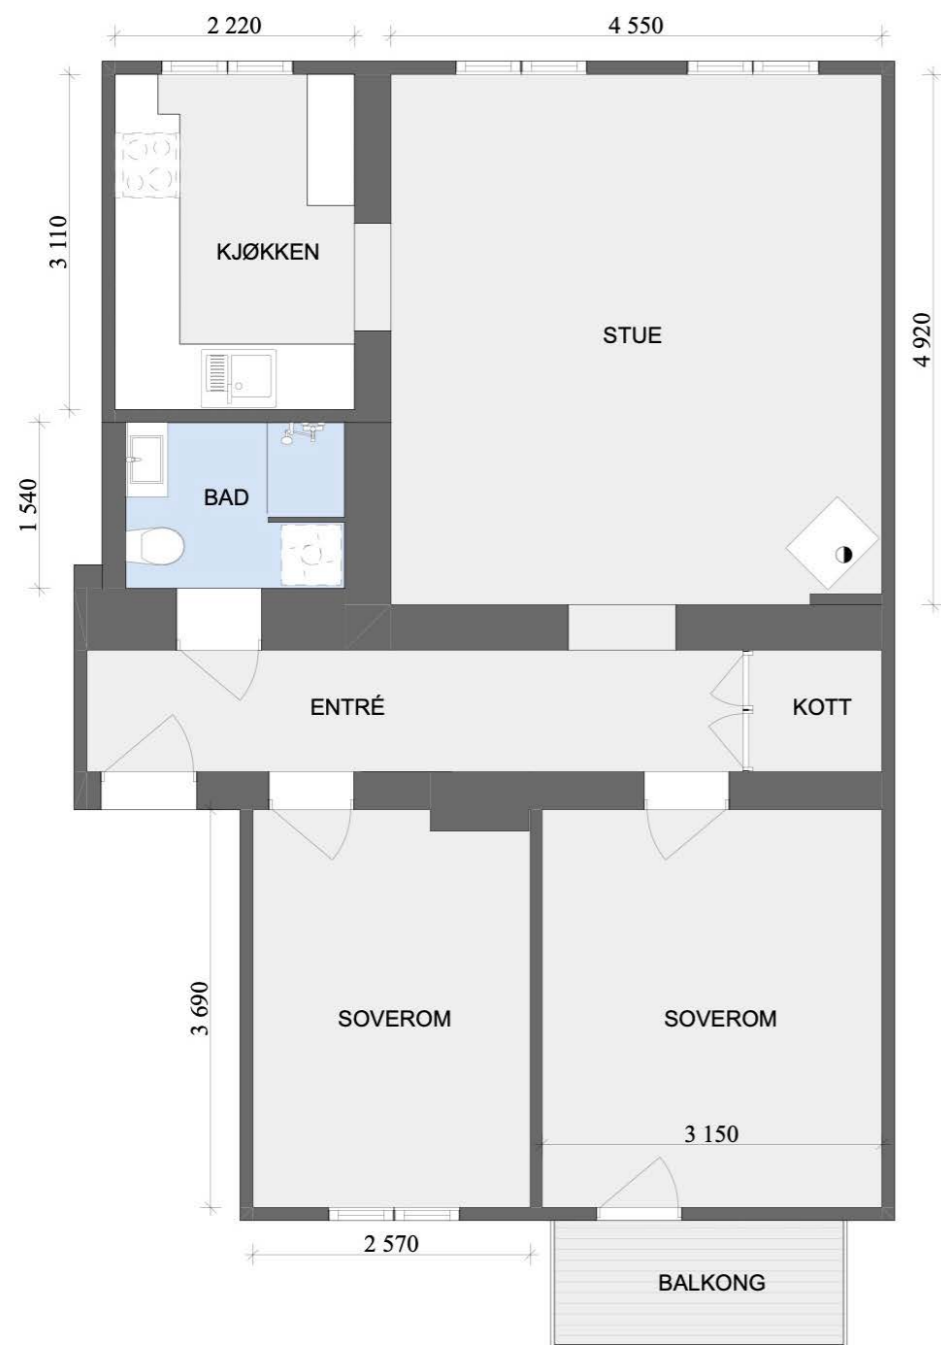 2 220
4 550
3 110
KJØKKEN
STUE
4 920
1 540
BAD
ENTRÉ
KOTT
3 690
SOVEROM
SOVEROM
3 150
2 570
BALKONG